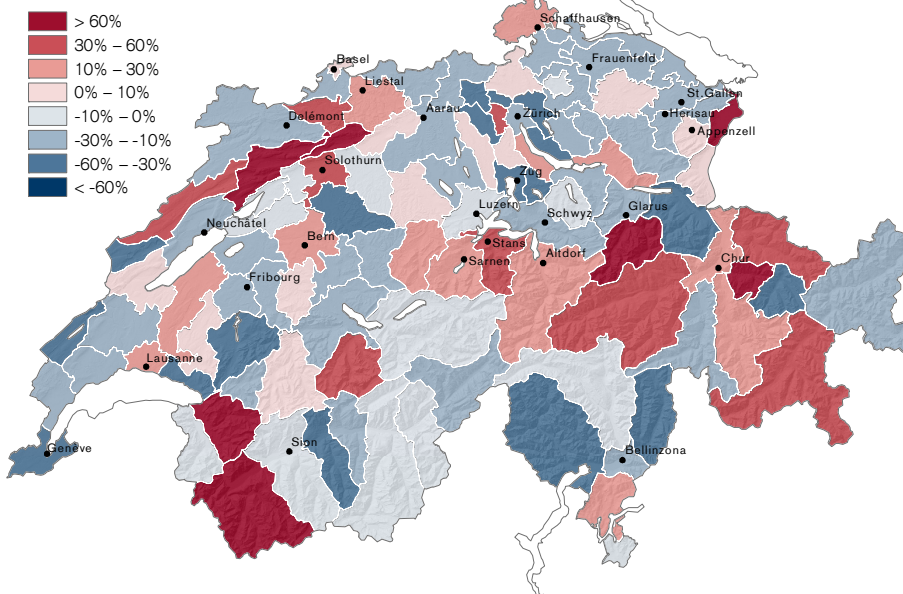 > 60%
30% – 60%
10% – 30%
0% – 10%
-10% – 0%
-30% – -10%
-60% – -30%
< -60%
Schaffhausen
Basel
Frauenfeld
Liestal
St.Gallen
Aarau
Zürich
Herisau
Delémont
Appenzell
Solothurn
Zug
Luzern
Glarus
Schwyz
Neuchâtel
Bern
Stans
Altdorf
Sarnen
Chur
Fribourg
Lausanne
Sion
Genève
Bellinzona